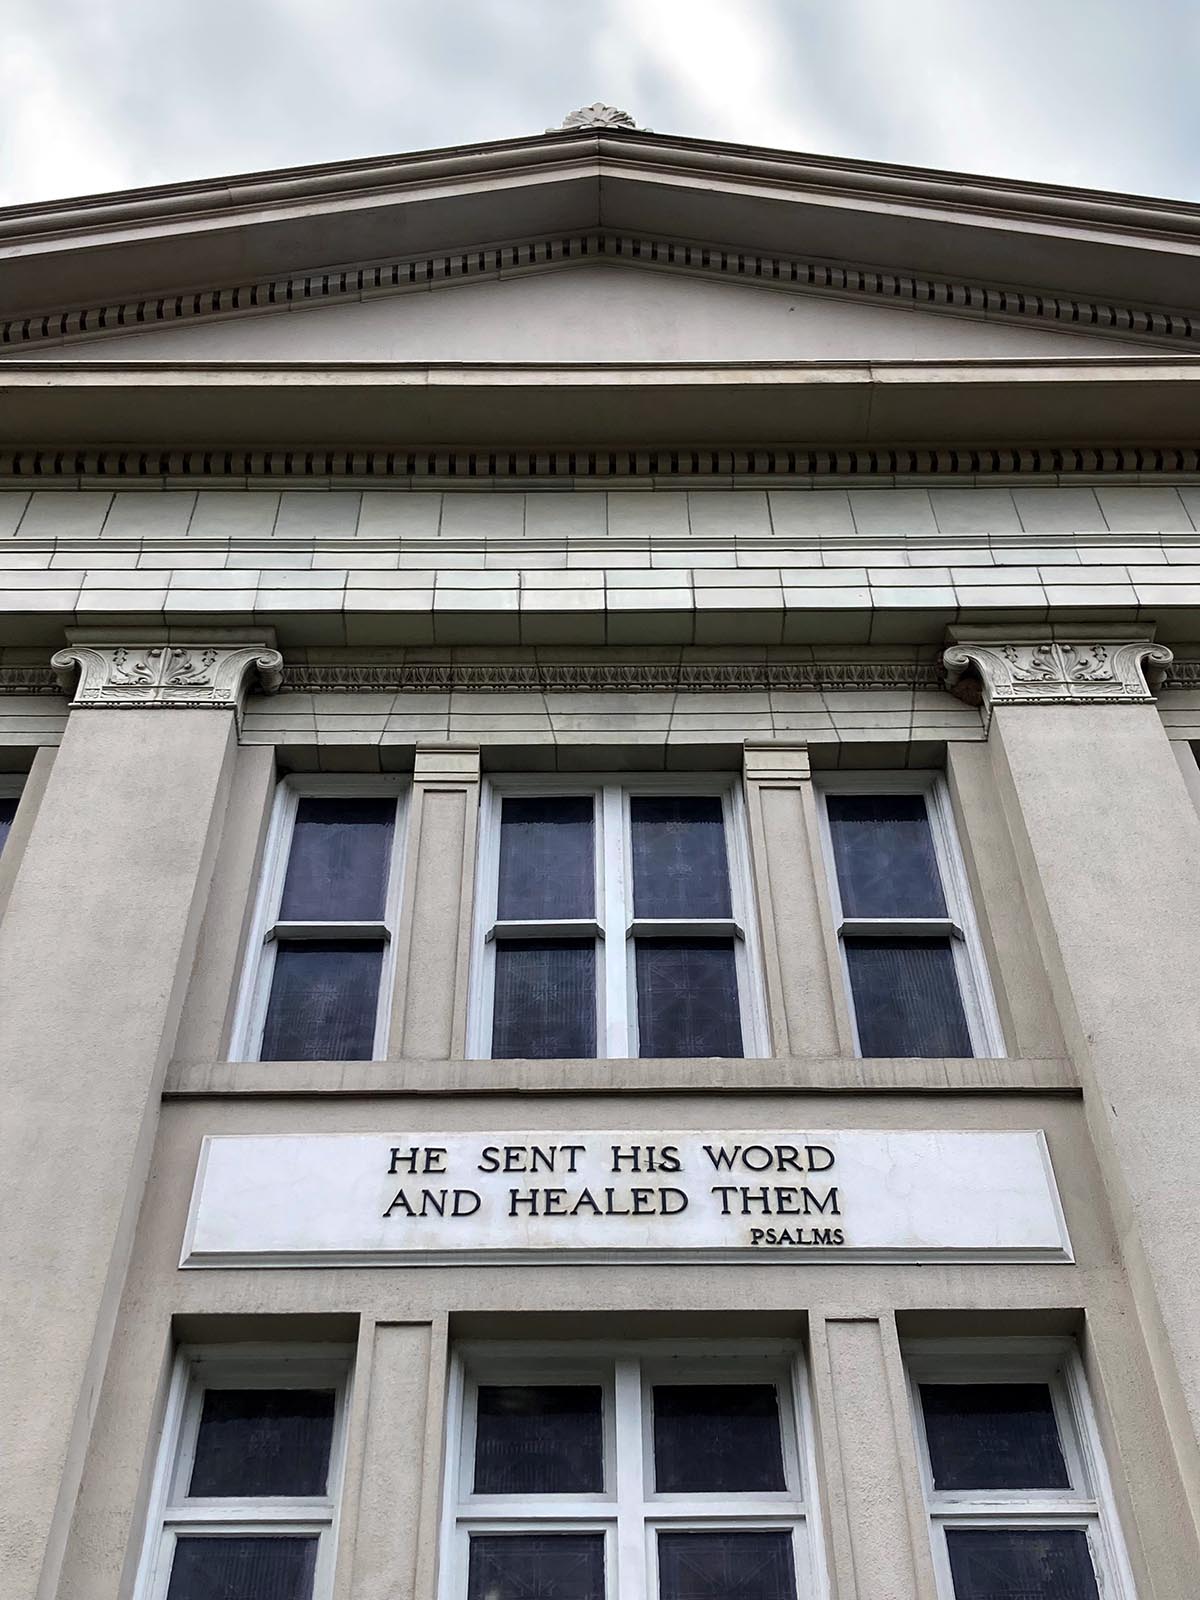 HE SENT HIS WORD
AND HEALED THEM
PSALMS